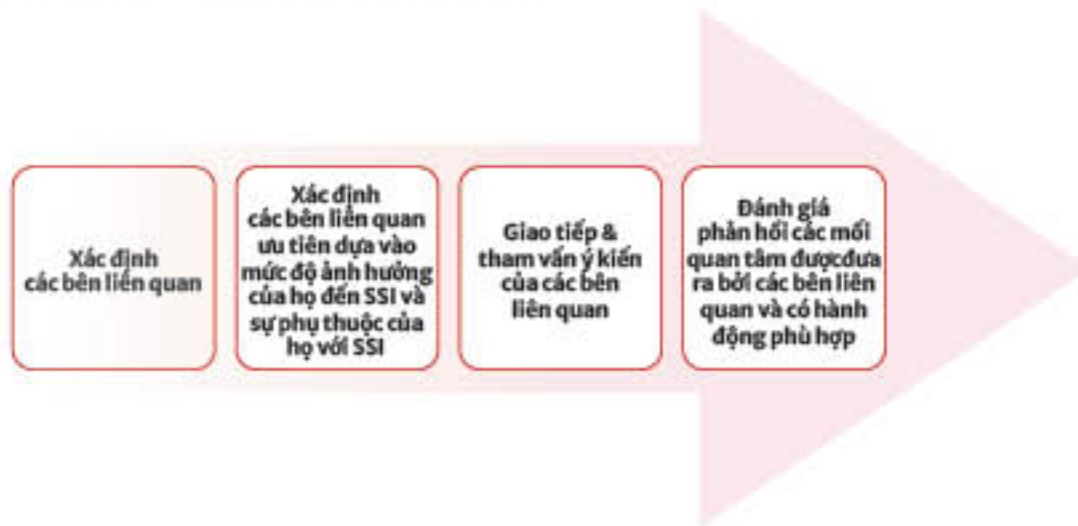 Xác định
các bên liên quan
Xác định
các bên liên quan
ưu tiên dựa vào
mức độ ảnh hưởng
của họ đến SSI và
sự phụ thuộc của
họ với SSI
Giao tiếp &
tham vấn ý kiến
của các bên
liên quan
Đánh giá
phản hồi các mối
quan tâm đượcđưa
ra bởi các bên liên
quan và có hành
động phù hợp